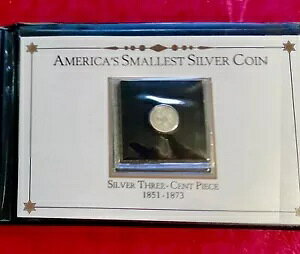 AMERICA'S SMALLEST SILVER COIN
SILVER THREE-CENT PIECE
1851-1873